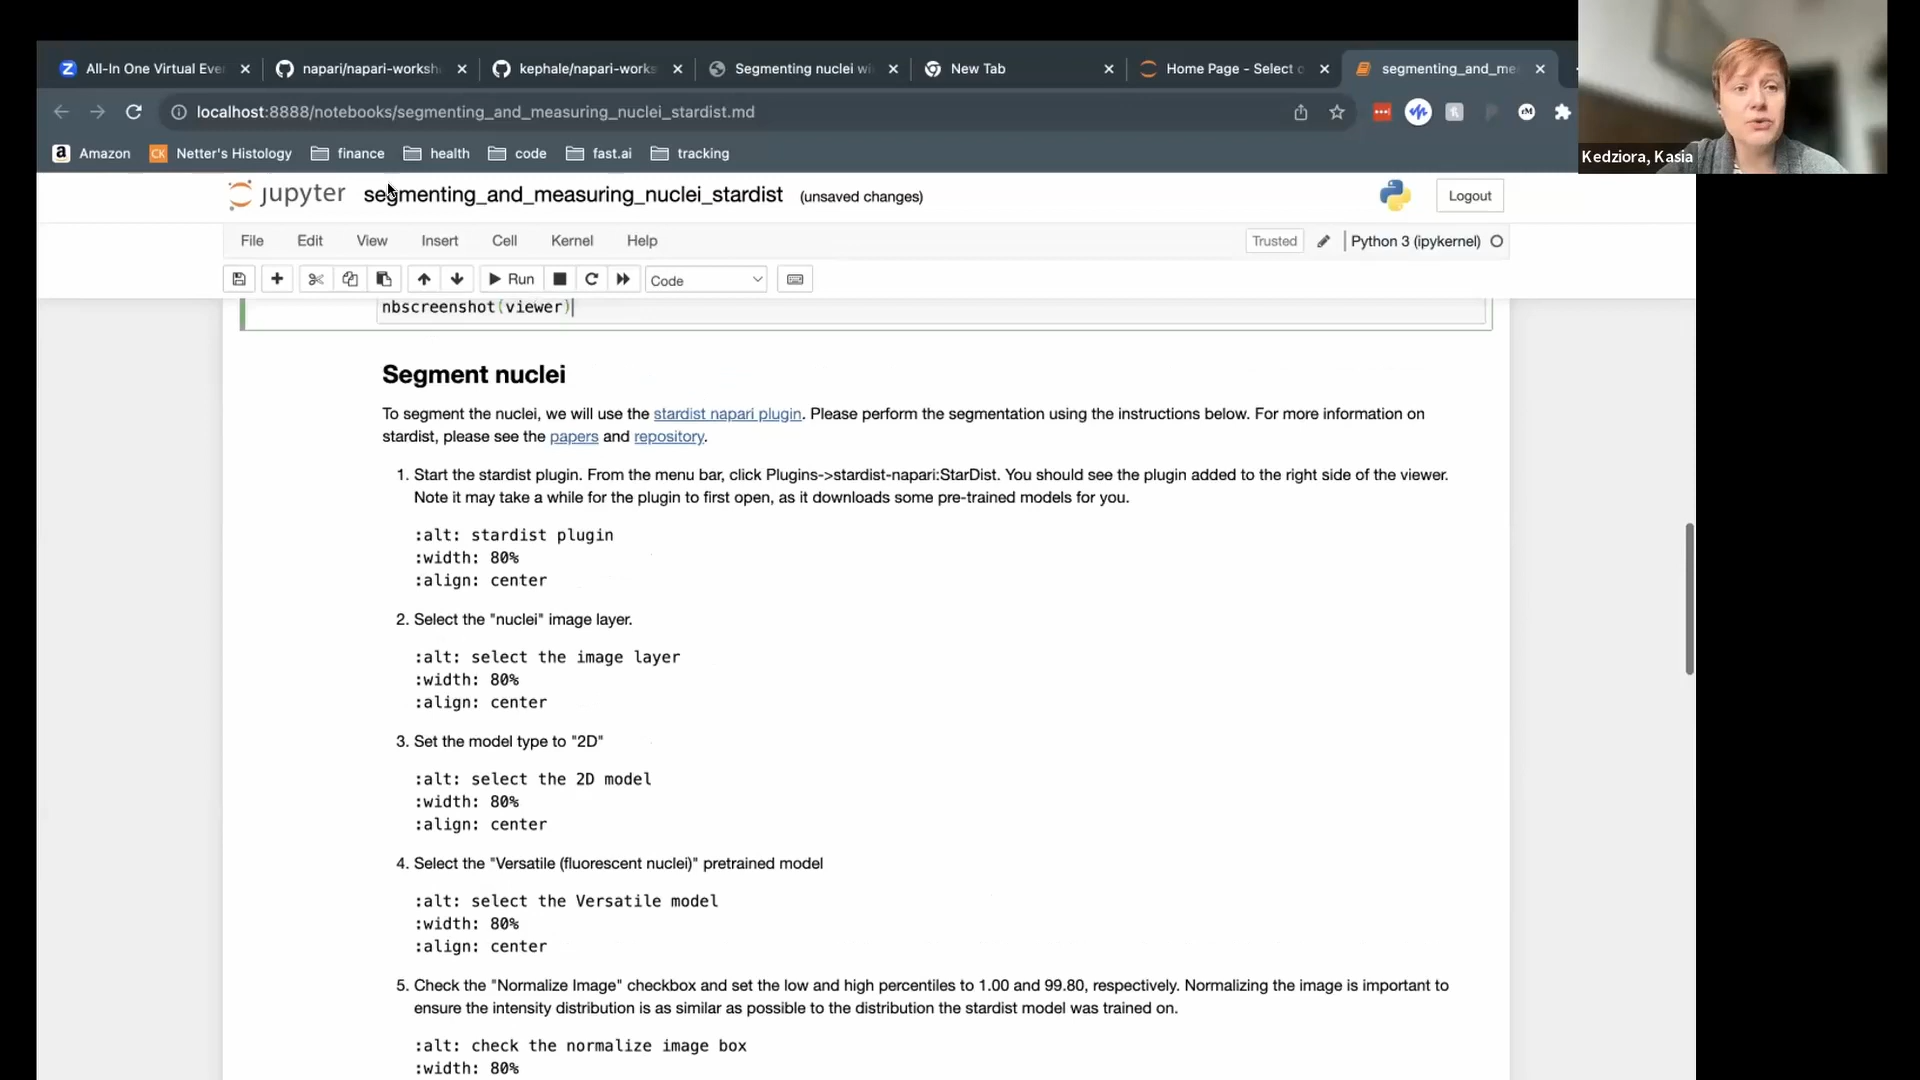 All-In One Virtual Eve
napari/napari-worksh
kephale/napari-works
Segmenting nuclei wi
New Tab
Home Page - Select o
segmenting_and_me
localhost:8888/notebooks/segmenting_and_measuring_nuclei_stardist.md
Kedziora, Kasia
a Amazon
CK Netter's Histology
finance
health
code
fast.ai
tracking
jupyter
segmenting_and_measuring_nuclei_stardist (unsaved changes)
Logout
File Edit View Insert Cell Kernel Help
Trusted
Python 3 (ipykernel)
Run
Code
nbscreenshot(viewer)
Segment nuclei
To segment the nuclei, we will use the stardist napari plugin. Please perform the segmentation using the instructions below. For more information on
stardist, please see the papers and repository.
1. Start the stardist plugin. From the menu bar, click Plugins->stardist-napari:StarDist. You should see the plugin added to the right side of the viewer.
Note it may take a while for the plugin to first open, as it downloads some pre-trained models for you.
:alt: stardist plugin
:width: 80%
:align: center
2. Select the "nuclei" image layer.
:alt: select the image layer
:width: 80%
:align: center
3. Set the model type to "2D"
:alt: select the 2D model
:width: 80%
:align: center
4. Select the "Versatile (fluorescent nuclei)" pretrained model
:alt: select the Versatile model
:width: 80%
:align: center
5. Check the "Normalize Image" checkbox and set the low and high percentiles to 1.00 and 99.80, respectively. Normalizing the image is important to
ensure the intensity distribution is as similar as possible to the distribution the stardist model was trained on.
:alt: check the normalize image box
:width: 80%